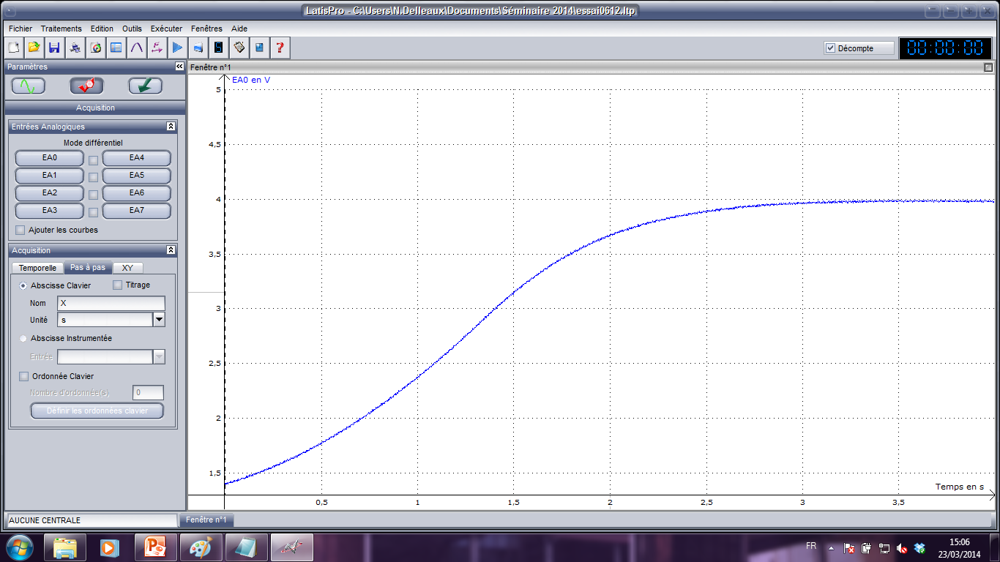 LatisPro - C:\Users\N.Delleaux\Documents\Séminaire 2014\essai0612.ltp
Fichier Traitements Edition Outils Exécuter Fenêtres Aide
Décompte 00:00:00
Paramètres
Acquisition
Entrées Analogiques
Mode différentiel
EA0 EA4
EA1 EA5
EA2 EA6
EA3 EA7
Ajouter les courbes
Acquisition
Temporelle Pas à pas XY
Abscisse Clavier Titrage
Nom X
Unité s
Abscisse Instrumentée
Entrée
Ordonnée Clavier
Nombre d'ordonnée(s) 0
Définir les ordonnées clavier
AUCUNE CENTRALE
Fenêtre n°1
EA0 en V
5
4,5
4
3,5
3
2,5
2
1,5
Temps en s
0,5 1 1,5 2 2,5 3 3,5
Fenêtre n°1
FR
15:06
23/03/2014